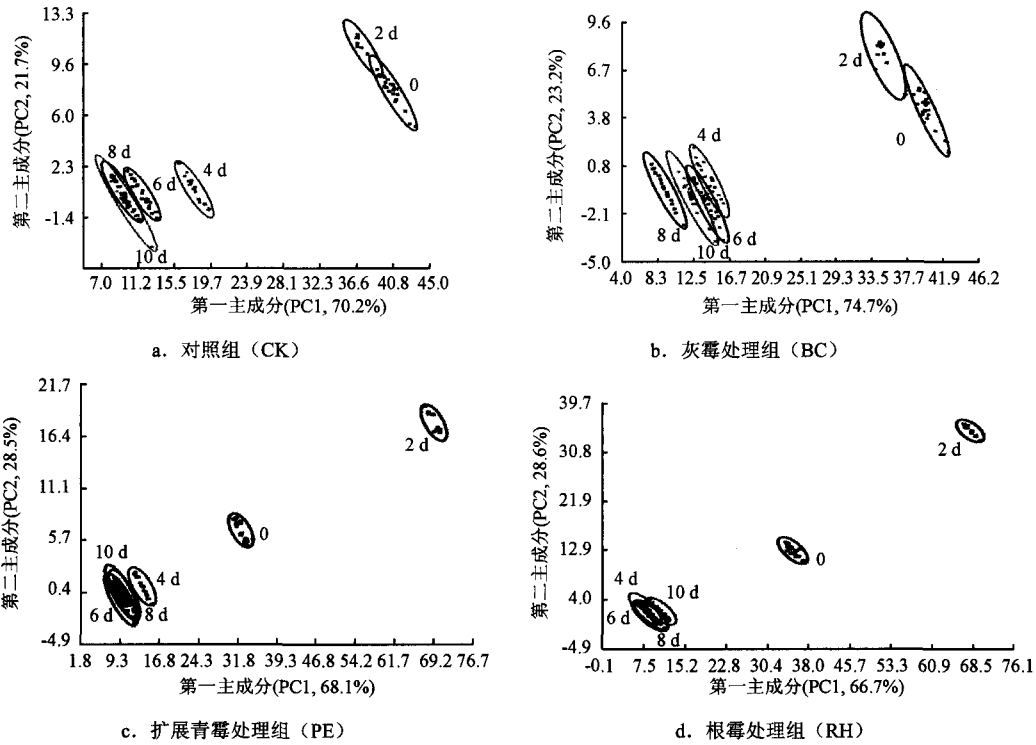 13.3
9.6
6.0
2.3
-1.4
第二主成分(PC2, 21.7%)
2 d
0
8 d
6 d
4 d
10 d
7.0 11.2 15.5 19.7 23.9 28.1 32.3 36.6 40.8 45.0
第一主成分(PC1, 70.2%)
a. 对照组（CK）
9.6
6.7
3.8
0.8
-2.1
-5.0
第二主成分(PC2, 23.2%)
2 d
0
4 d
8 d
10 d
6 d
4.0 8.3 12.5 16.7 20.9 25.1 29.3 33.5 37.7 41.9 46.2
第一主成分(PC1, 74.7%)
b. 灰霉处理组（BC）
21.7
16.4
11.1
5.7
0.4
-4.9
第二主成分(PC2, 28.5%)
2 d
0
10 d
4 d
6 d
8 d
1.8 9.3 16.8 24.3 31.8 39.3 46.8 54.2 61.7 69.2 76.7
第一主成分(PC1, 68.1%)
c. 扩展青霉处理组（PE）
39.7
30.8
21.9
12.9
4.0
-4.9
第二主成分(PC2, 28.6%)
2 d
0
4 d
10 d
6 d
8 d
-0.1 7.5 15.2 22.8 30.4 38.0 45.7 53.3 60.9 68.5 76.1
第一主成分(PC1, 66.7%)
d. 根霉处理组（RH）